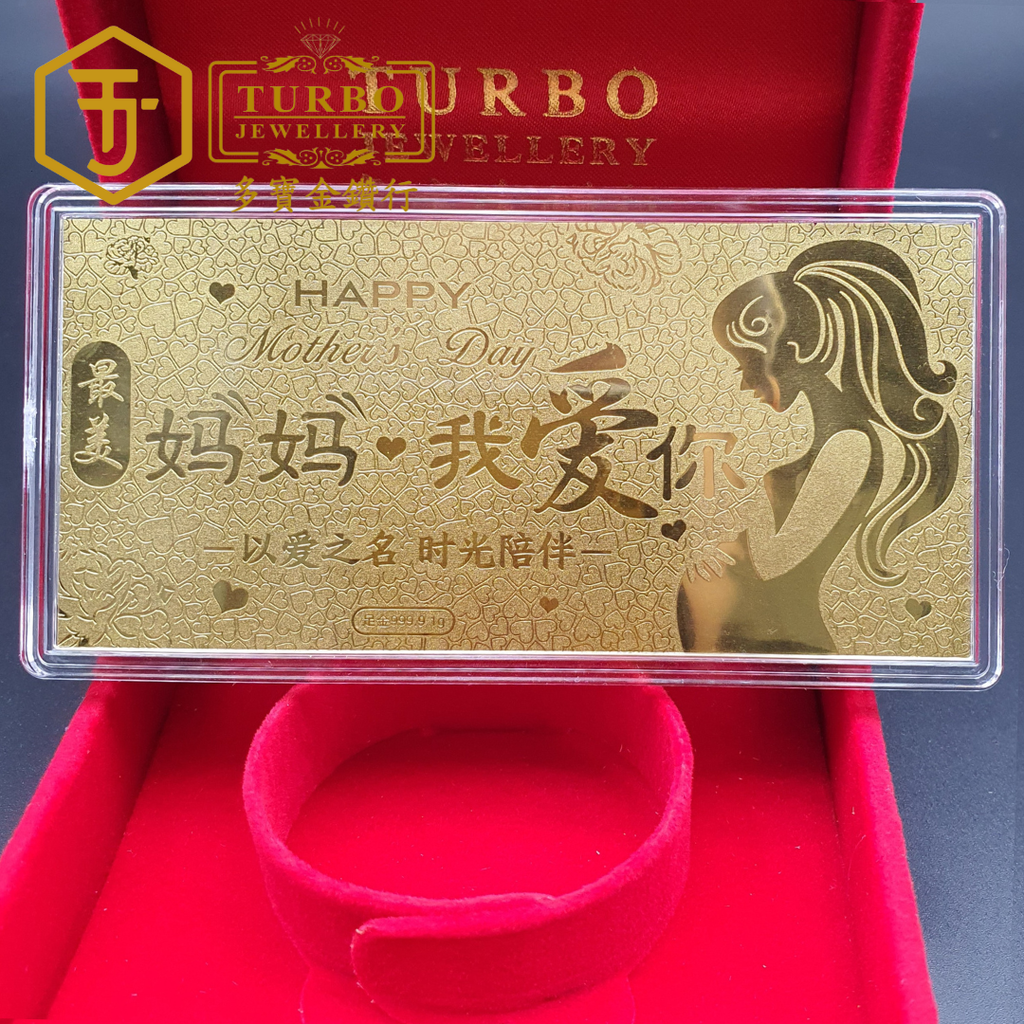 TJ
TURBO
JEWELLERY
多寶金鑽行
TURBO
JEWELLERY
HAPPY
Mother's Day
最美
妈妈 我爱你
以爱之名 时光陪伴
足金999.9 1g